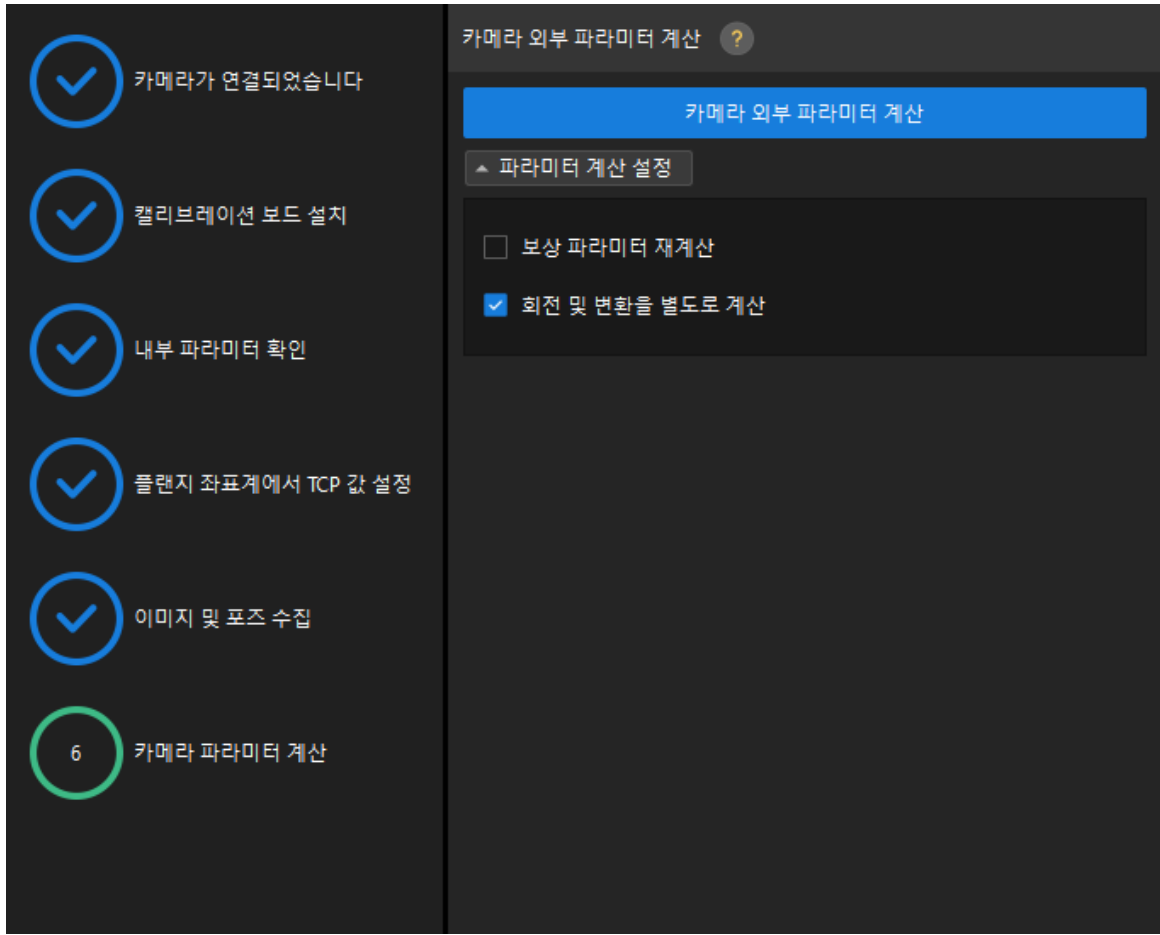 카메라가 연결되었습니다
캘리브레이션 보드 설치
내부 파라미터 확인
플랜지 좌표계에서 TCP 값 설정
이미지 및 포즈 수집
6
카메라 파라미터 계산
카메라 외부 파라미터 계산
?
카메라 외부 파라미터 계산
파라미터 계산 설정
보상 파라미터 재계산
회전 및 변환을 별도로 계산